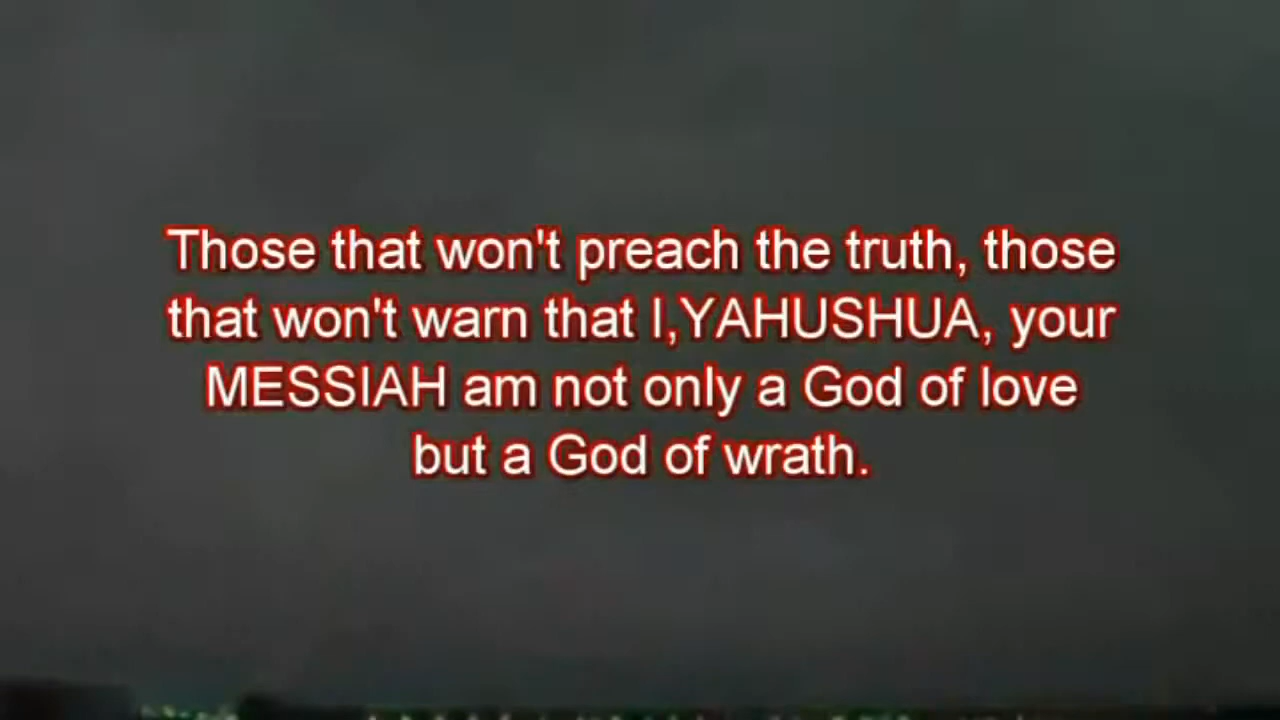 Those that won't preach the truth, those
that won't warn that I,YAHUSHUA, your
MESSIAH am not only a God of love
but a God of wrath.